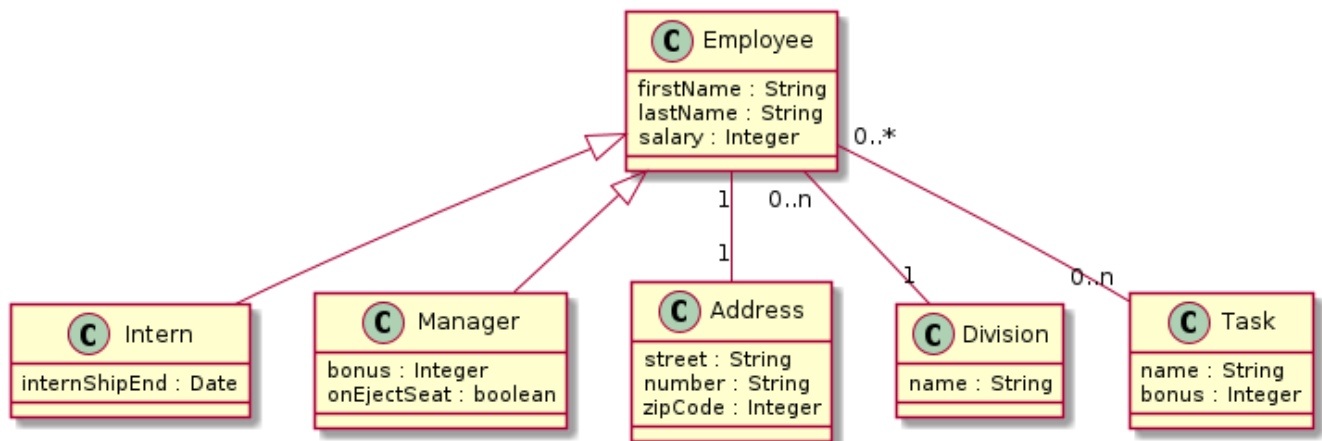 C Employee
firstName : String
lastName : String
salary : Integer
0..*
1
0..n
1
1
0..n
C Intern
internShipEnd : Date
C Manager
bonus : Integer
onEjectSeat : boolean
C Address
street : String
number : String
zipCode : Integer
C Division
name : String
C Task
name : String
bonus : Integer